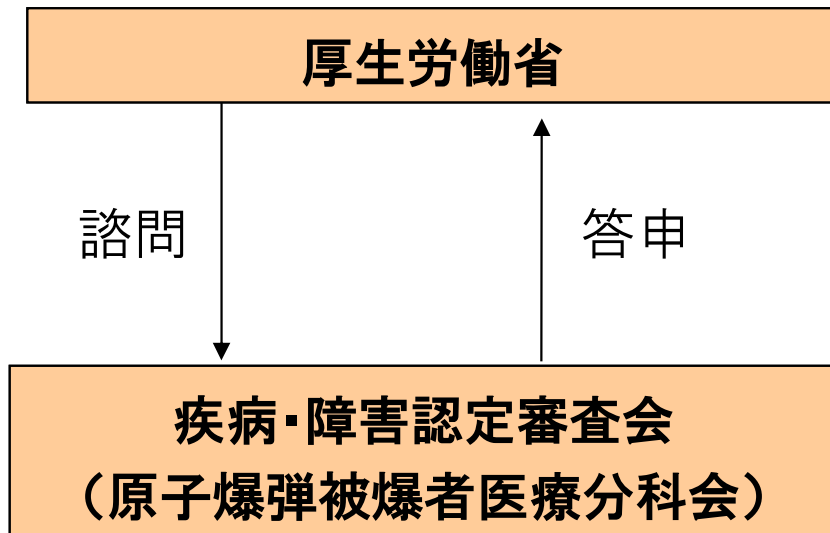 厚生労働省
諮問
答申
疾病・障害認定審査会
（原子爆弾被爆者医療分科会）